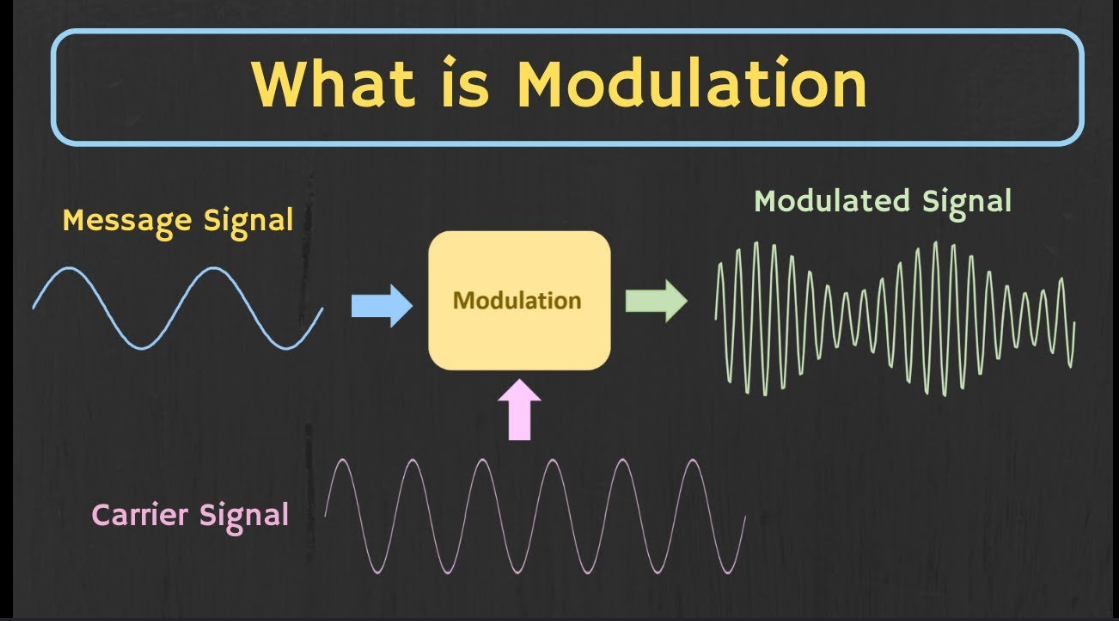 What is Modulation
Message Signal
Modulated Signal
Modulation
Carrier Signal